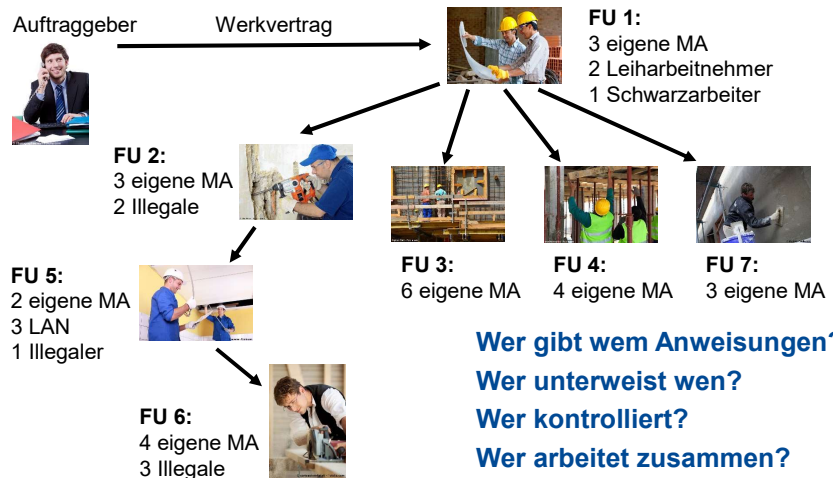 Auftraggeber
Werkvertrag
FU 1:
3 eigene MA
2 Leiharbeitnehmer
1 Schwarzarbeiter
FU 2:
3 eigene MA
2 Illegale
FU 3:
6 eigene MA
FU 4:
4 eigene MA
FU 7:
3 eigene MA
FU 5:
2 eigene MA
3 LAN
1 Illegaler
FU 6:
4 eigene MA
3 Illegale
Wer gibt wem Anweisungen?
Wer unterweist wen?
Wer kontrolliert?
Wer arbeitet zusammen?